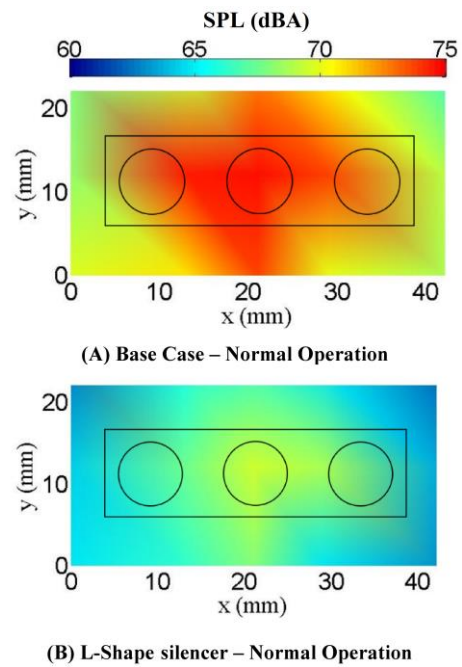 SPL (dBA)
60 65 70 75
20
10
0
y (mm)
0 10 20 30 40
x (mm)
(A) Base Case – Normal Operation
20
10
0
y (mm)
0 10 20 30 40
x (mm)
(B) L-Shape silencer – Normal Operation